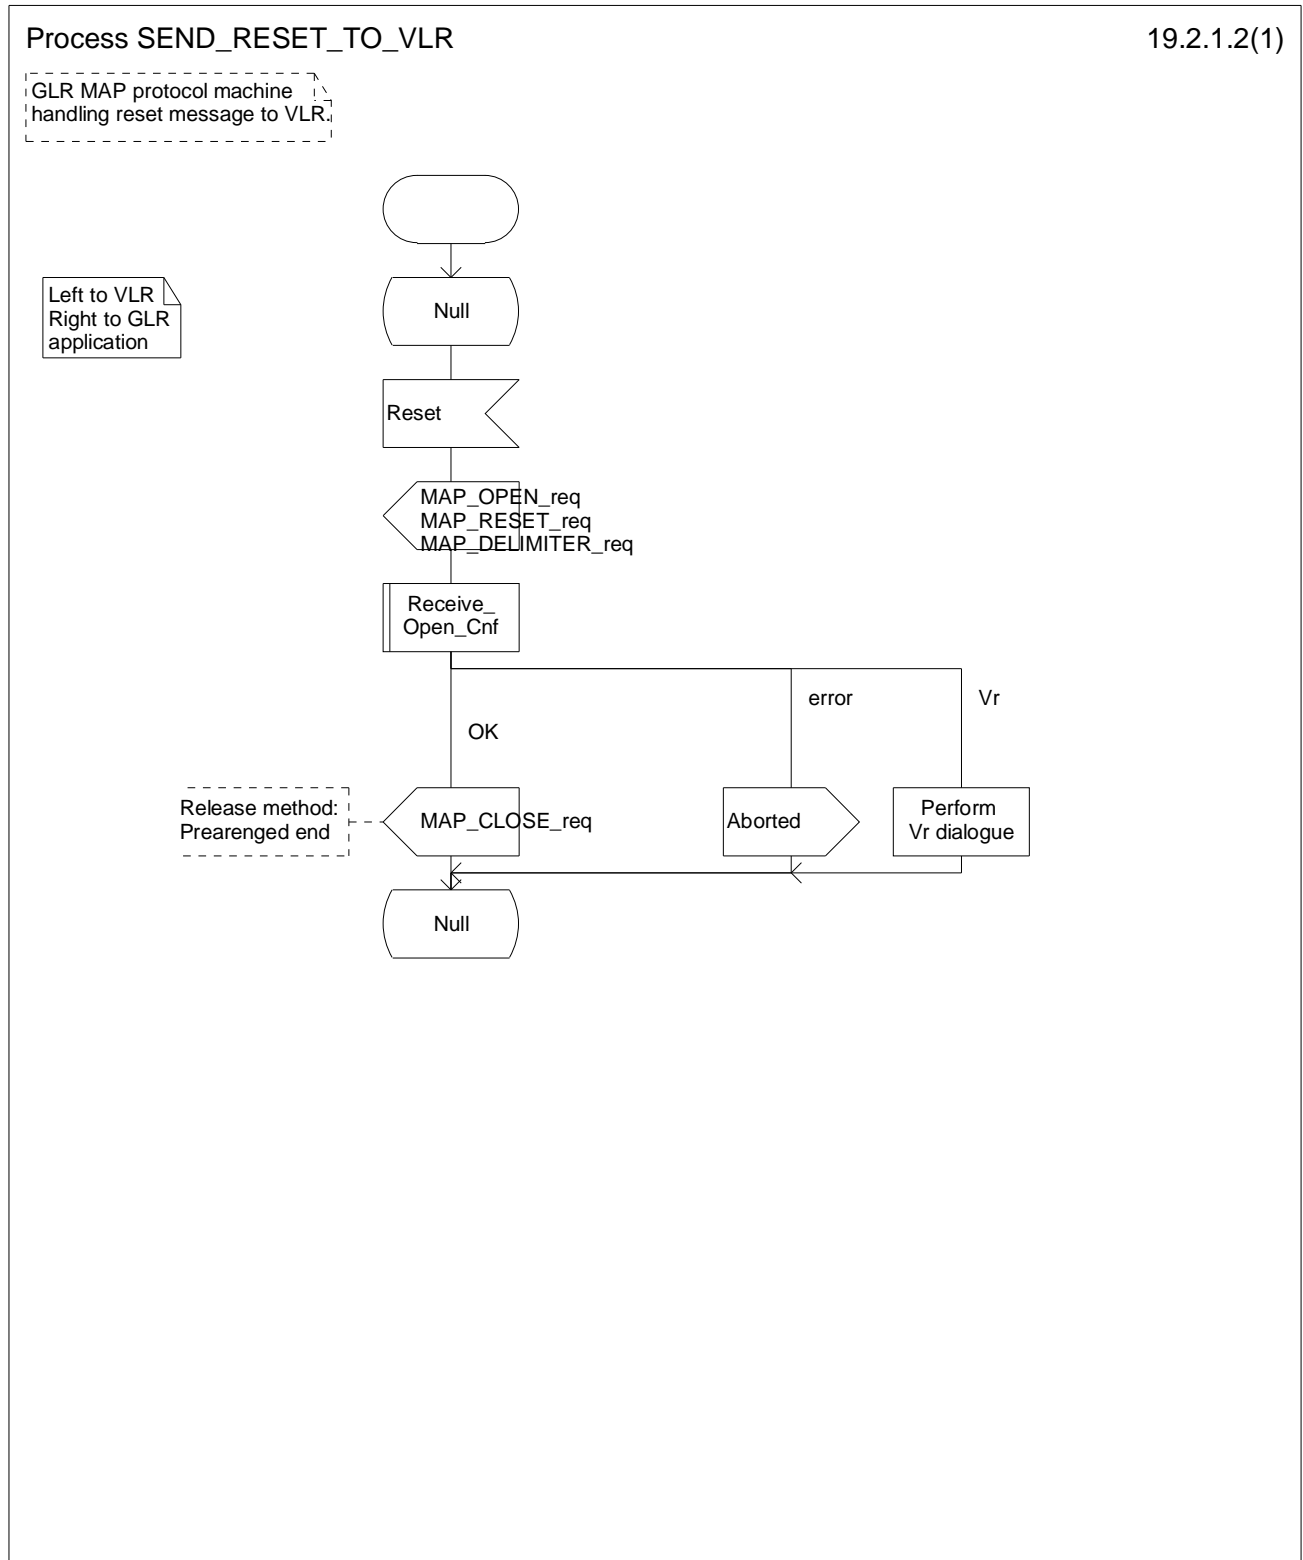 Process SEND_RESET_TO_VLR
19.2.1.2(1)
GLR MAP protocol machine
handling reset message to VLR.
Left to VLR
Right to GLR
application
Null
Reset
MAP_OPEN_req
MAP_RESET_req
MAP_DELIMITER_req
Receive_
Open_Cnf
error
Vr
OK
Release method:
Prearenged end
MAP_CLOSE_req
Aborted
Perform
Vr dialogue
Null